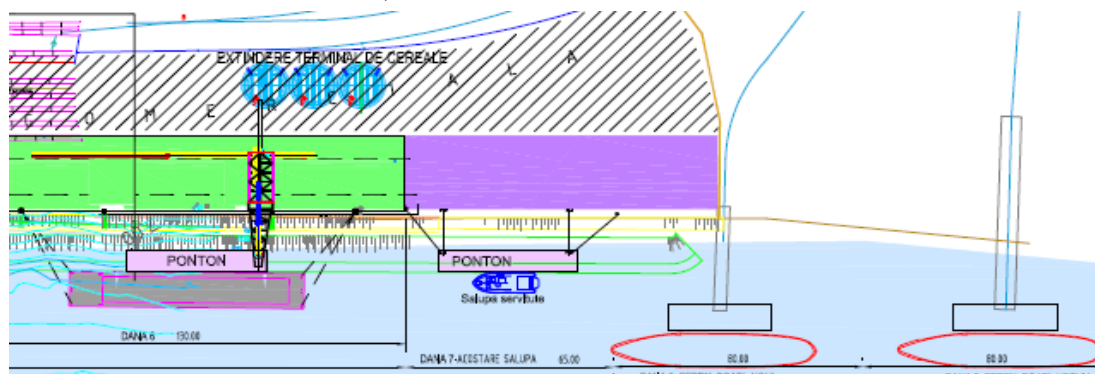 EXTINDERE TERMINAL DE CEREALE
C O M E R C I A L A
PONTON
PONTON
Salupa servitute
DANA 6 130.00
DANA 7-ACOSTARE SALUPA 65.00
80.00
80.00